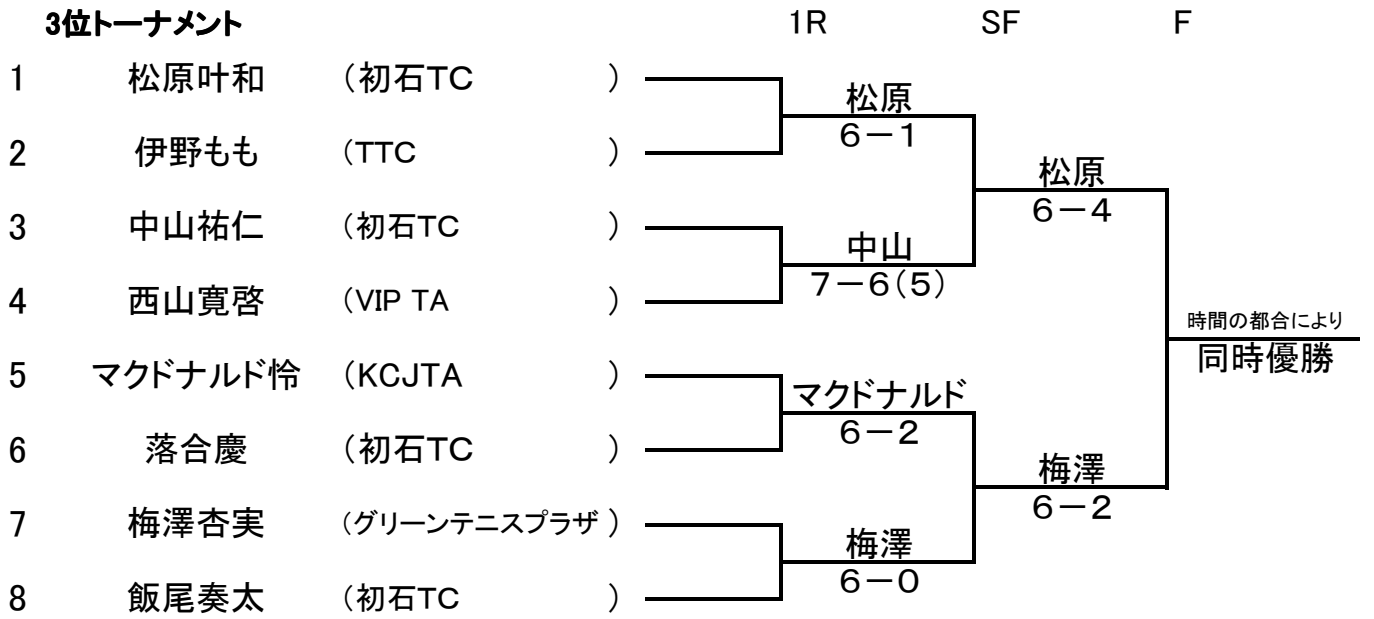 3位トーナメント 1R SF F
1 松原叶和 (初石TC )
松原
6-1
2 伊野もも (TTC )
松原
6-4
3 中山祐仁 (初石TC )
中山
7-6(5)
4 西山寛啓 (VIP TA )
時間の都合により
同時優勝
5 マクドナルド怜 (KCJTA )
マクドナルド
6-2
6 落合慶 (初石TC )
梅澤
6-2
7 梅澤杏実 (グリーンテニスプラザ )
梅澤
6-0
8 飯尾奏太 (初石TC )